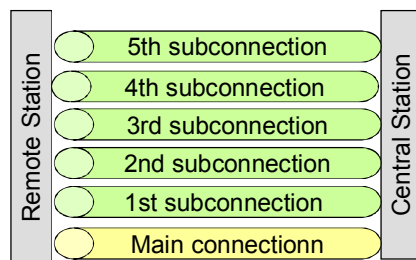 Remote Station
5th subconnection
4th subconnection
3rd subconnection
2nd subconnection
1st subconnection
Main connectionn
Central Station